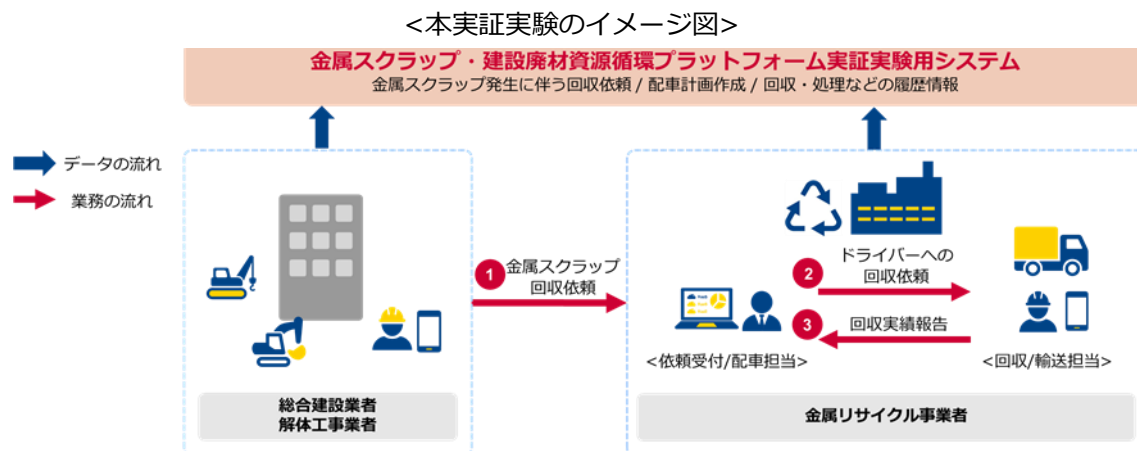 <本実証実験のイメージ図>
金属スクラップ・建設廃材資源循環プラットフォーム実証実験用システム
金属スクラップ発生に伴う回収依頼 / 配車計画作成 / 回収・処理などの履歴情報
データの流れ
業務の流れ
1
金属スクラップ
回収依頼
2
ドライバーへの
回収依頼
3
回収実績報告
<依頼受付/配車担当>
<回収/輸送担当>
総合建設業者
解体工事業者
金属リサイクル事業者